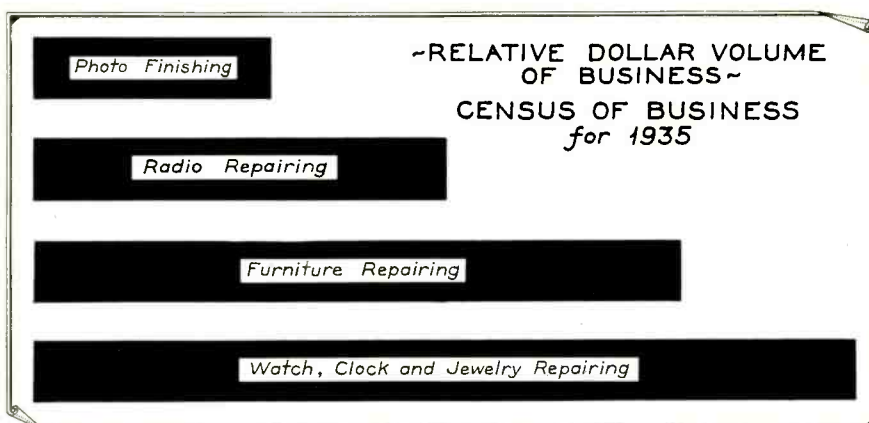 Photo Finishing
~RELATIVE DOLLAR VOLUME
OF BUSINESS~
CENSUS OF BUSINESS
for 1935
Radio Repairing
Furniture Repairing
Watch, Clock and Jewelry Repairing